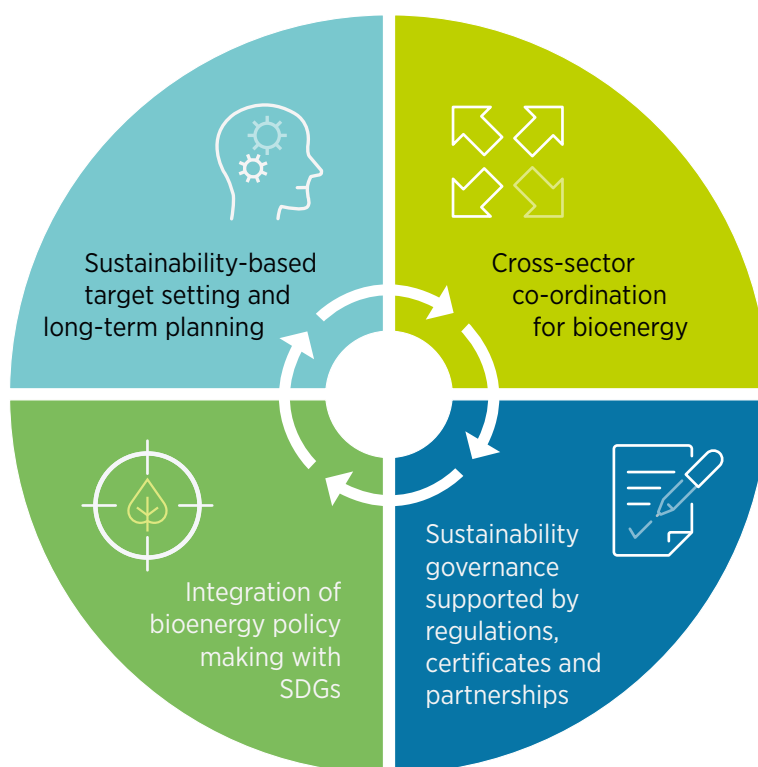 Sustainability-based
target setting and
long-term planning
Cross-sector
co-ordination
for bioenergy
Integration of
bioenergy policy
making with
SDGs
Sustainability
governance
supported by
regulations,
certificates and
partnerships